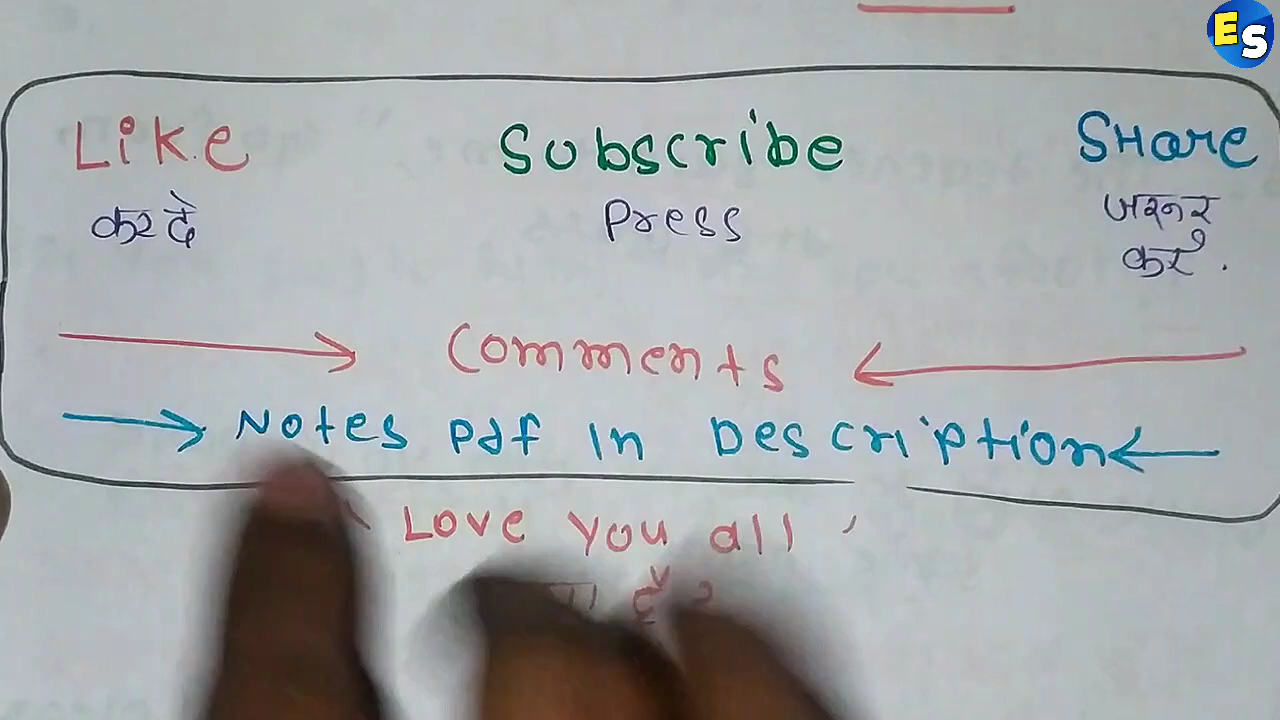 ES
Like Subscribe Share
कर दे Press जरूर
करे.
Comments
Notes pdf In Description
Love you all